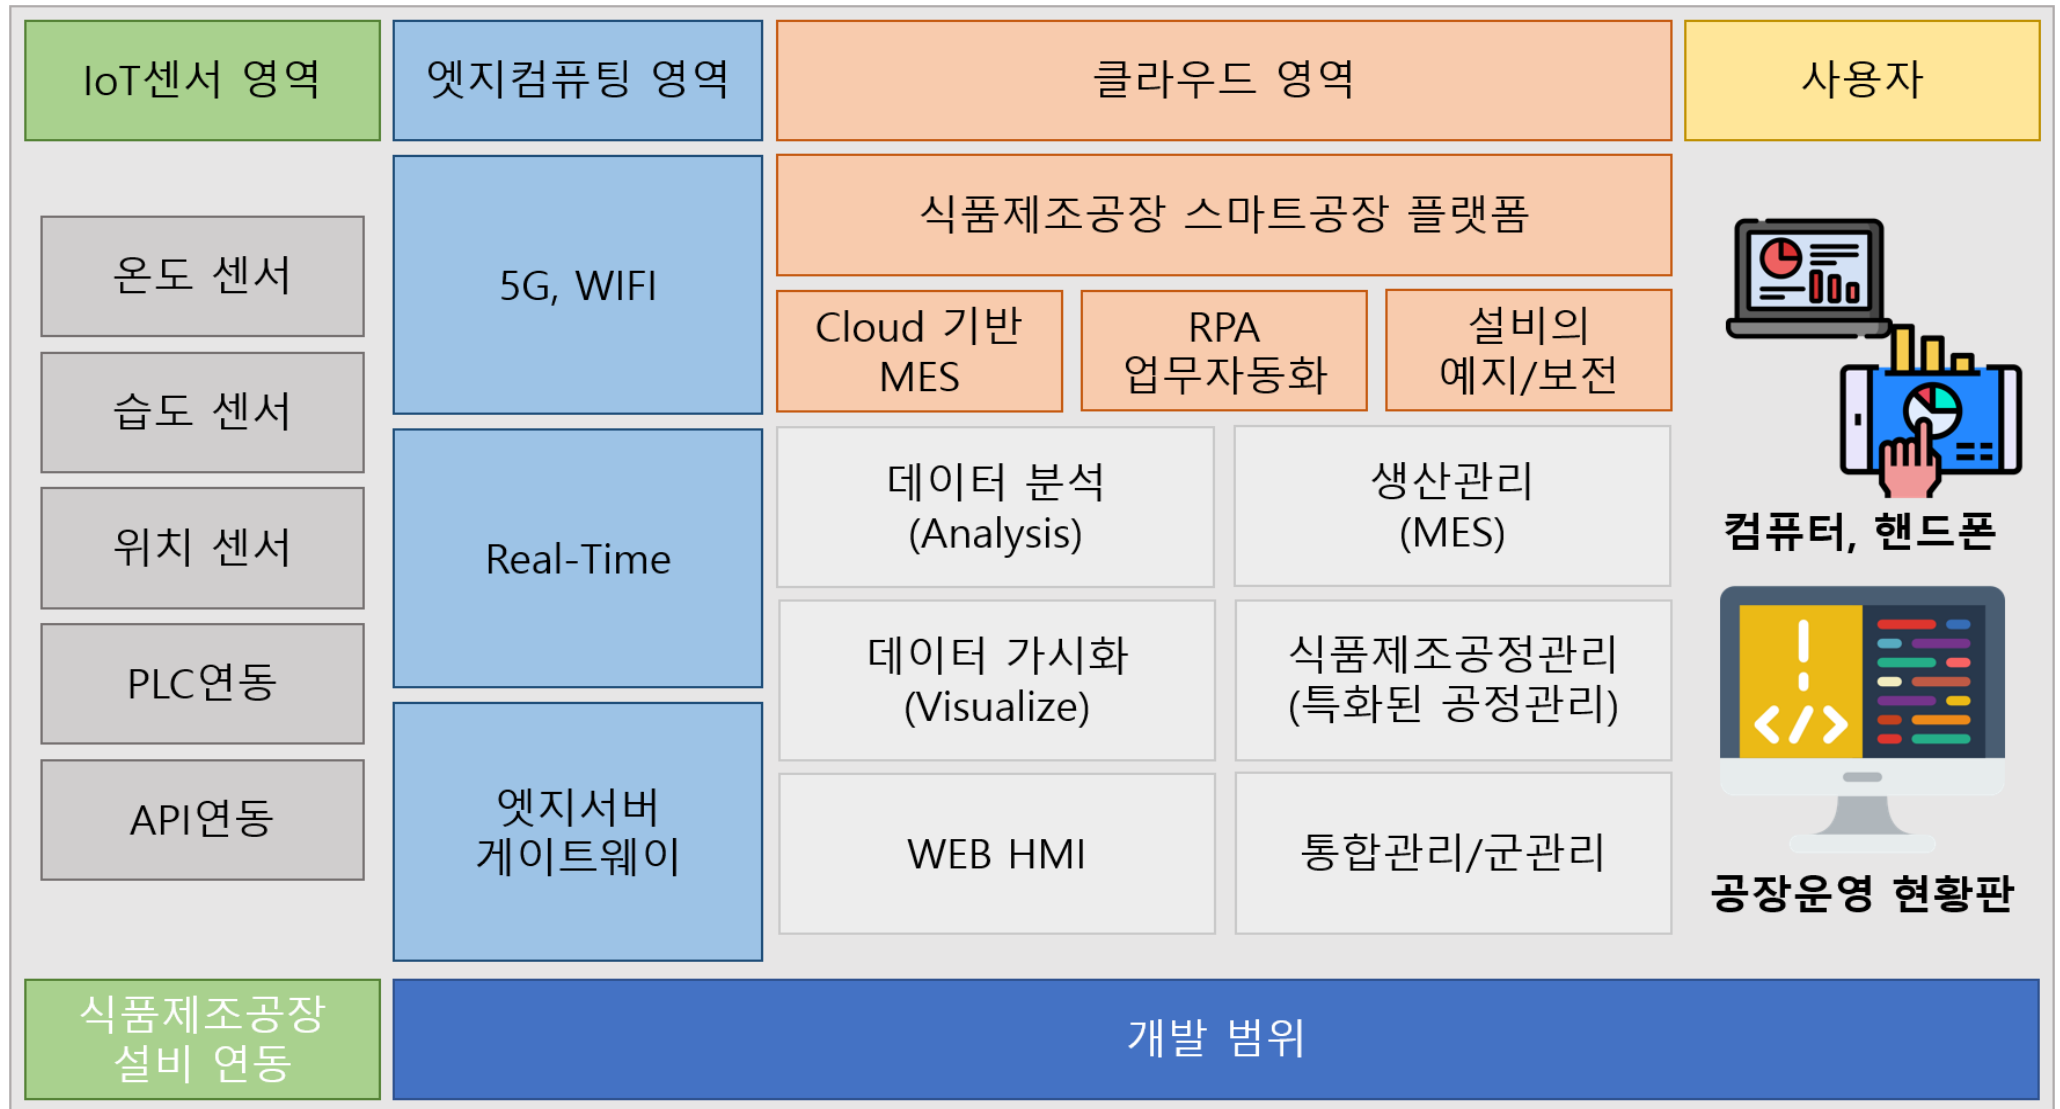 IoT센서 영역
엣지컴퓨팅 영역
클라우드 영역
사용자
온도 센서
습도 센서
위치 센서
PLC연동
API연동
5G, WIFI
Real-Time
엣지서버
게이트웨이
식품제조공장 스마트공장 플랫폼
Cloud 기반
MES
RPA
업무자동화
설비의
예지/보전
데이터 분석
(Analysis)
생산관리
(MES)
데이터 가시화
(Visualize)
식품제조공정관리
(특화된 공정관리)
WEB HMI
통합관리/군관리
컴퓨터, 핸드폰
공장운영 현황판
식품제조공장
설비 연동
개발 범위